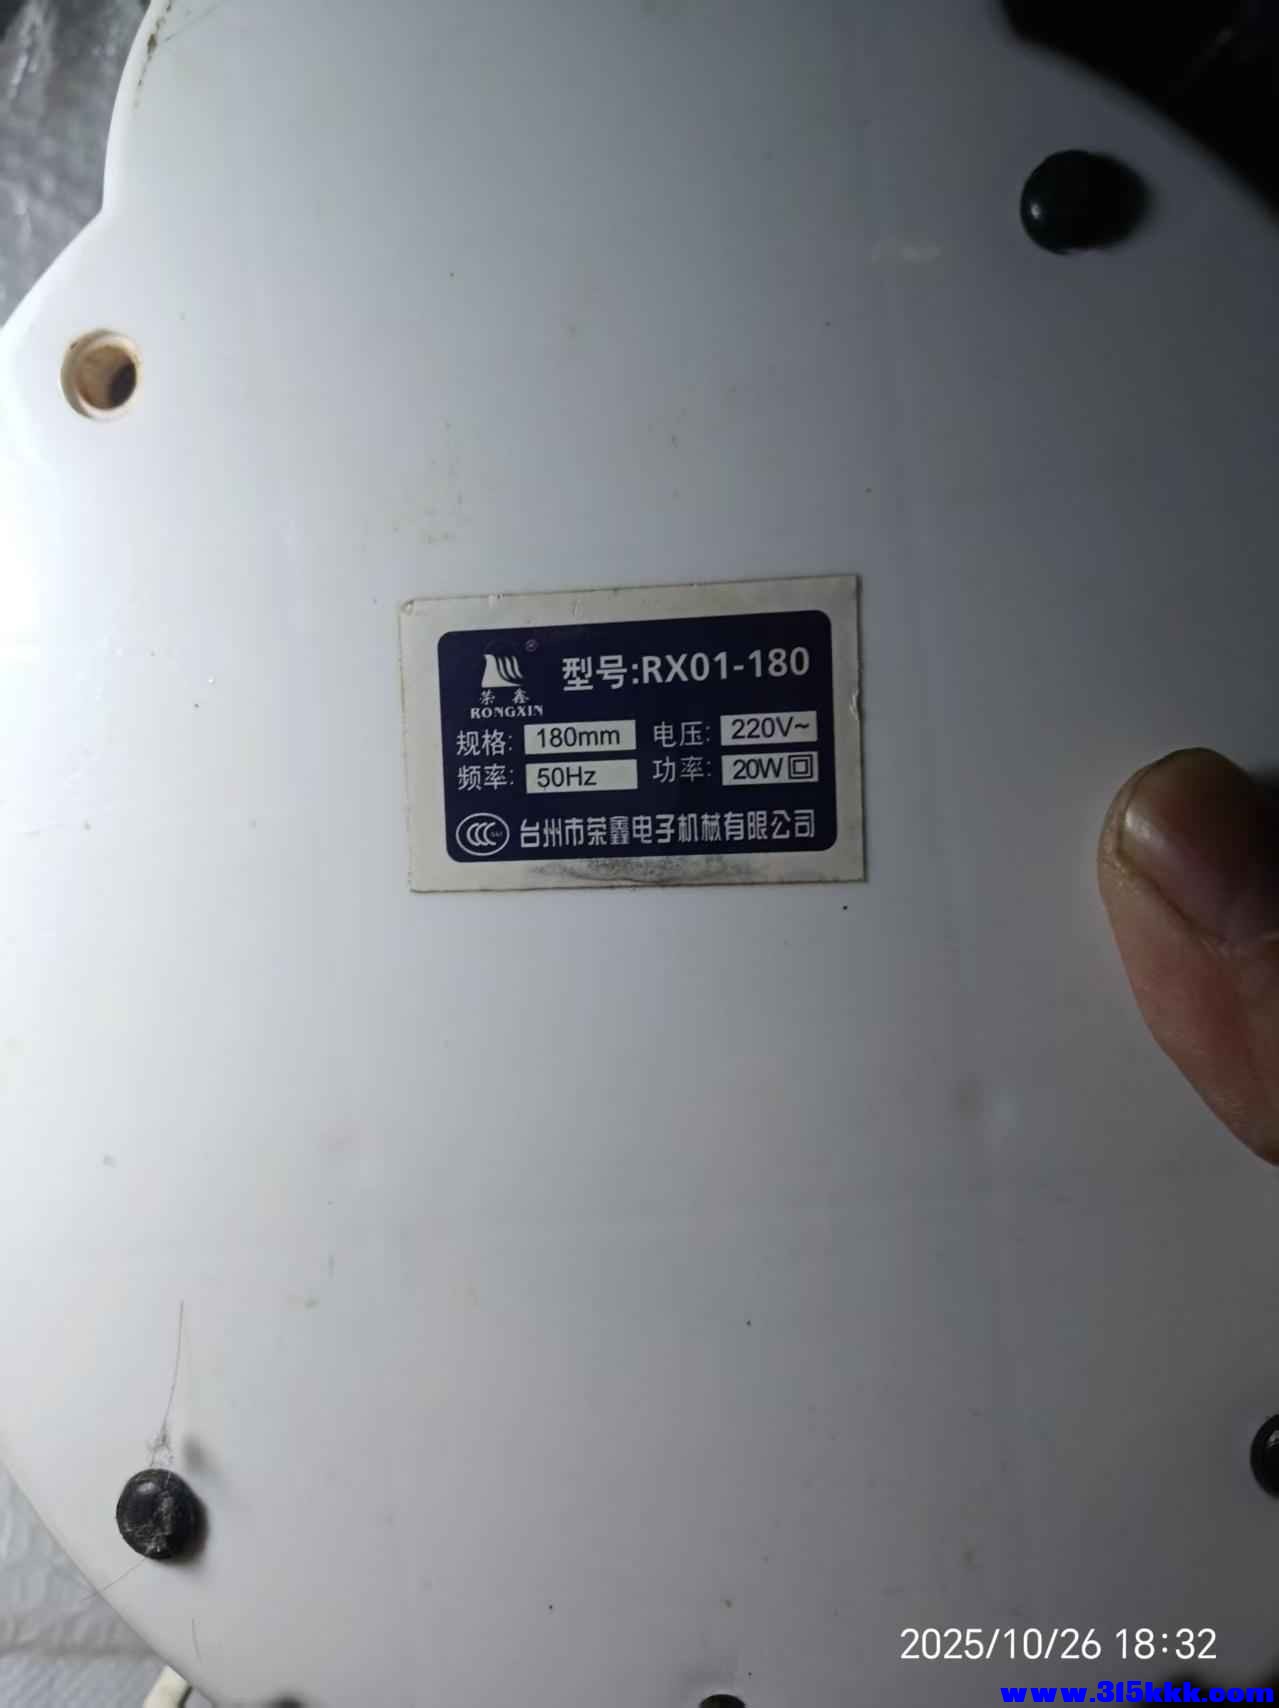 型号:RX01-180
荣鑫
RONGXIN
规格: 180mm 电压: 220V~
频率: 50Hz 功率: 20W
CCC 台州市荣鑫电子机械有限公司
2025/10/26 18:32
www.315kkk.com